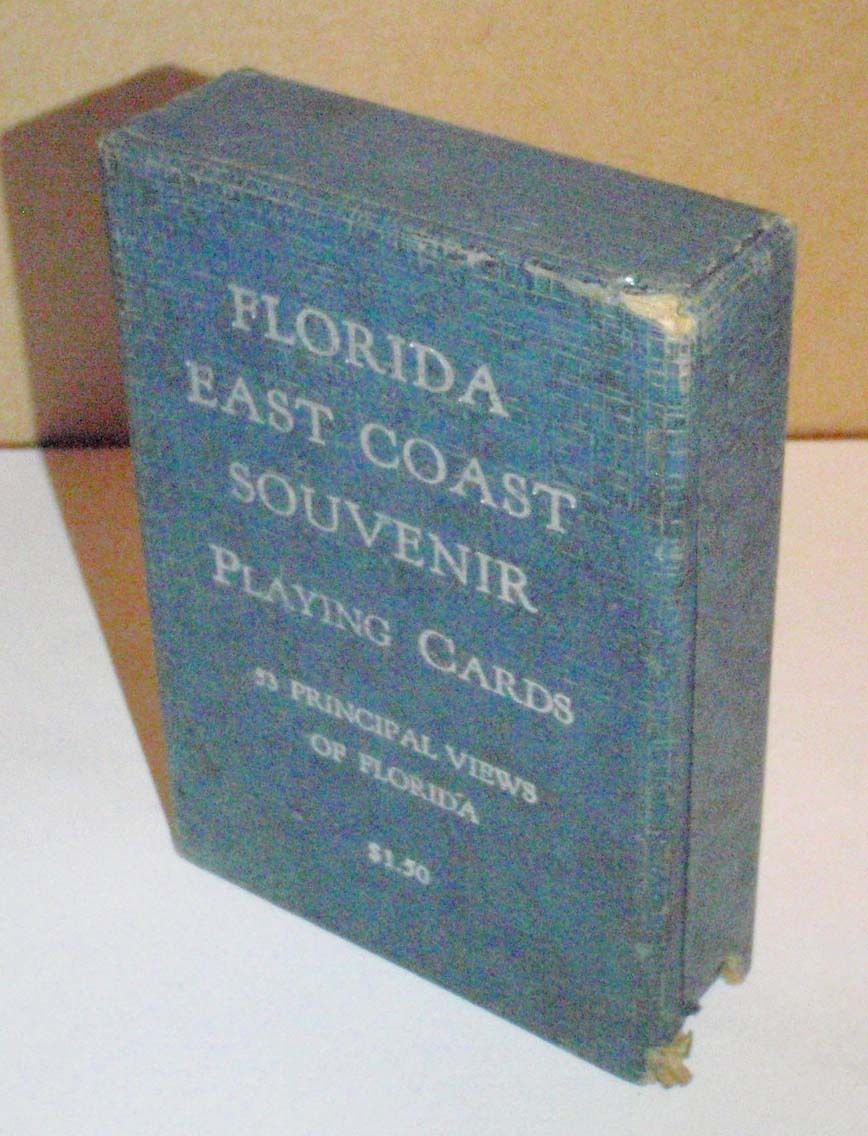 FLORIDA
EAST COAST
SOUVENIR
PLAYING CARDS
53 PRINCIPAL VIEWS
OF FLORIDA
$1.50